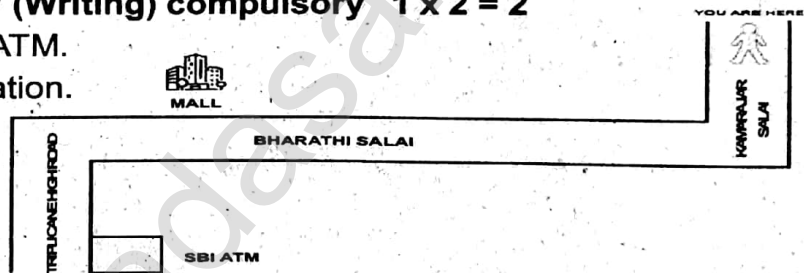 (Writing) compulsory 1 x 2 = 2
YOU ARE HERE
ATM.
ation.
MALL
KAMARAJAR
SALAI
BHARATHI SALAI
TRIPLICANE HIGH ROAD
SBI ATM